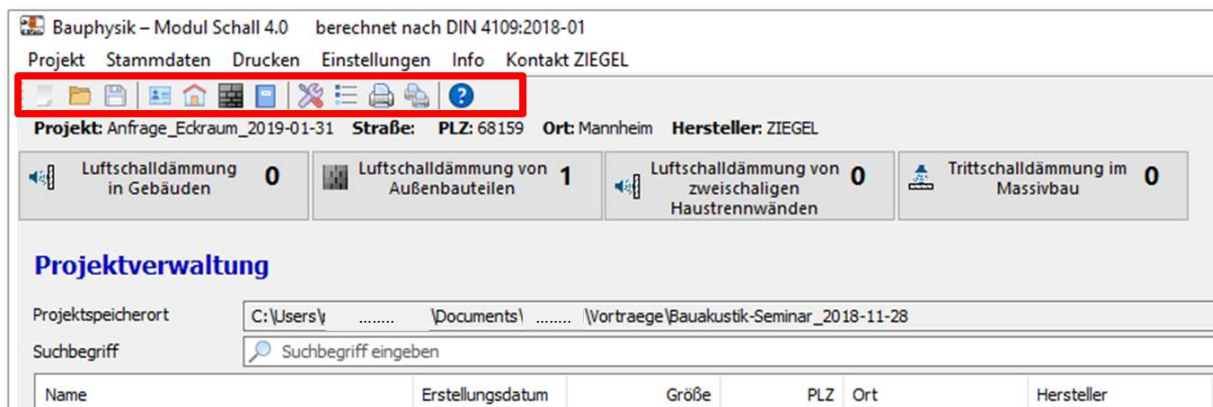 Bauphysik – Modul Schall 4.0 berechnet nach DIN 4109:2018-01
Projekt Stammdaten Drucken Einstellungen Info Kontakt ZIEGEL
Projekt: Anfrage_Eckraum_2019-01-31 Straße: PLZ: 68159 Ort: Mannheim Hersteller: ZIEGEL
Luftschalldämmung
in Gebäuden
0
Luftschalldämmung von
Außenbauteilen
1
Luftschalldämmung von
zweischaligen
Haustrennwänden
0
Trittschalldämmung im
Massivbau
0
Projektverwaltung
Projektspeicherort C:\Users\ ........ \Documents\ ........ \Vortraege\Bauakustik-Seminar_2018-11-28
Suchbegriff Suchbegriff eingeben
Name Erstellungsdatum Größe PLZ Ort Hersteller